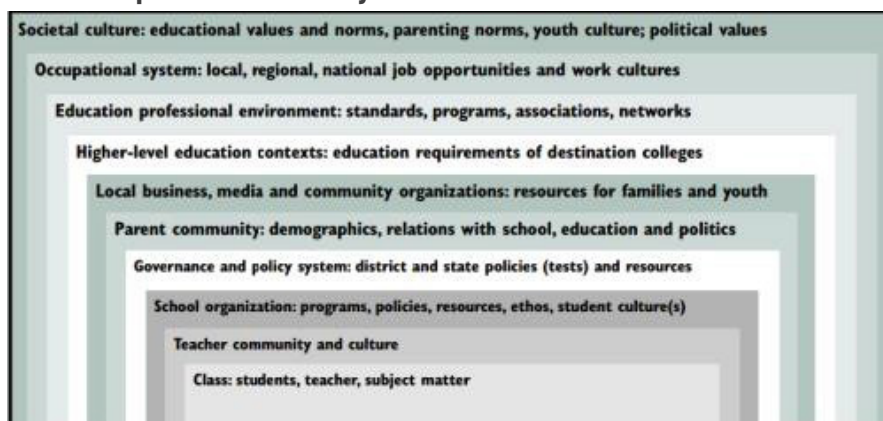 Societal culture: educational values and norms, parenting norms, youth culture; political values
Occupational system: local, regional, national job opportunities and work cultures
Education professional environment: standards, programs, associations, networks
Higher-level education contexts: education requirements of destination colleges
Local business, media and community organizations: resources for families and youth
Parent community: demographics, relations with school, education and politics
Governance and policy system: district and state policies (tests) and resources
School organization: programs, policies, resources, ethos, student culture(s)
Teacher community and culture
Class: students, teacher, subject matter